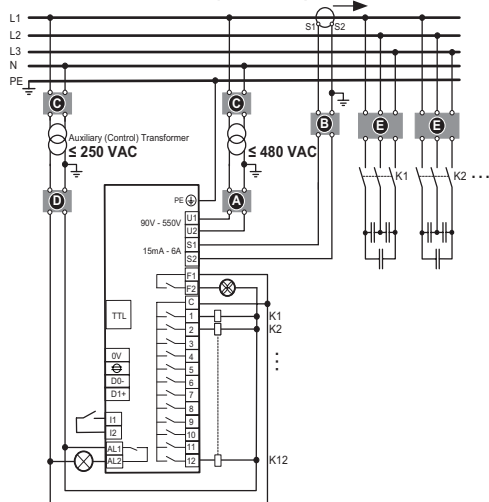 S1 S2
L1
L2
L3
N
PE
C C B E E
Auxiliary (Control) Transformer
≤ 250 VAC ≤ 480 VAC
K1 K2 ...
D A
PE
90V - 550V U1
U2
15mA - 6A S1
S2
F1
F2
C
TTL 1 K1
2 K2
3
0V 4
5
D0- 6
D1+ 7
8
I1 9
I2 10
AL1 11
AL2 12 K12